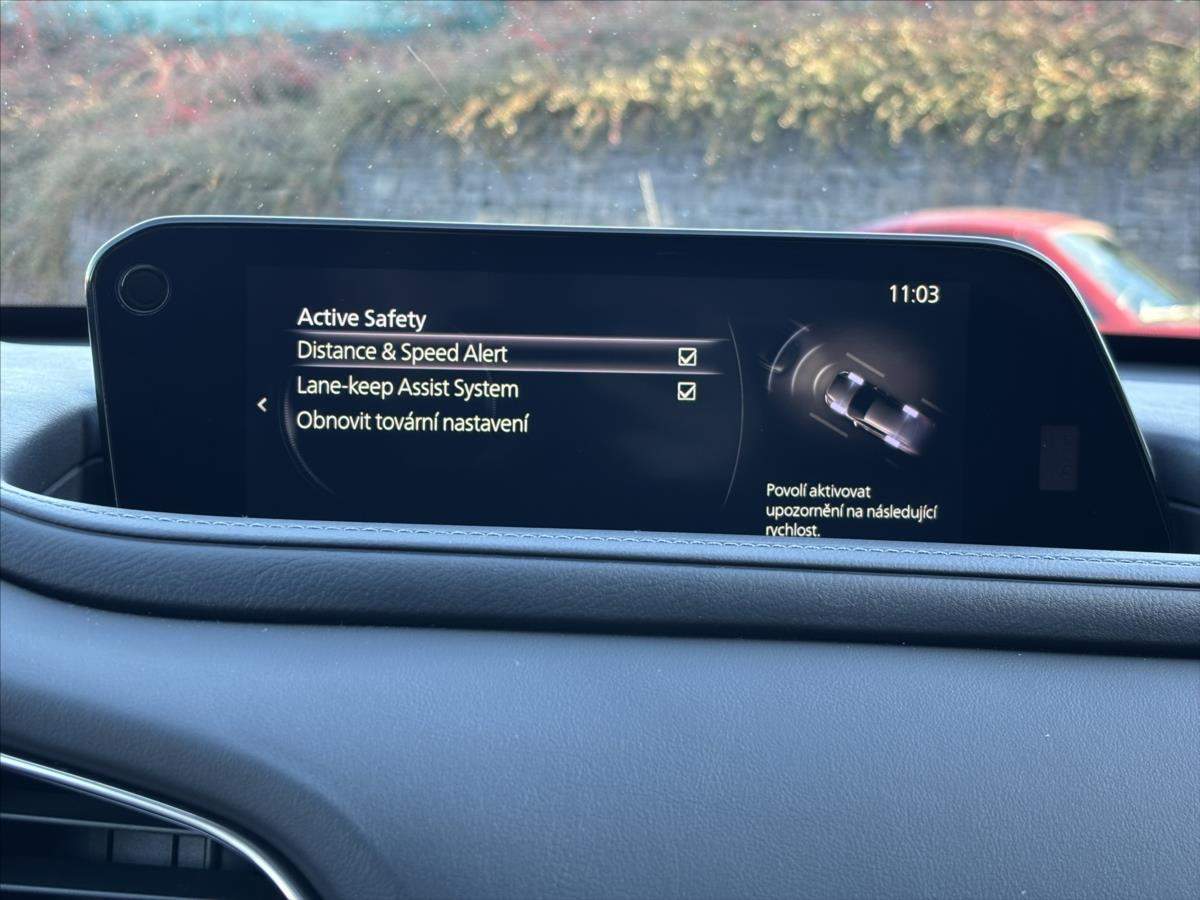 11:03
Active Safety
Distance & Speed Alert
Lane-keep Assist System
Obnovit tovární nastavení
Povolí aktivovat
upozornění na následující
rychlost.